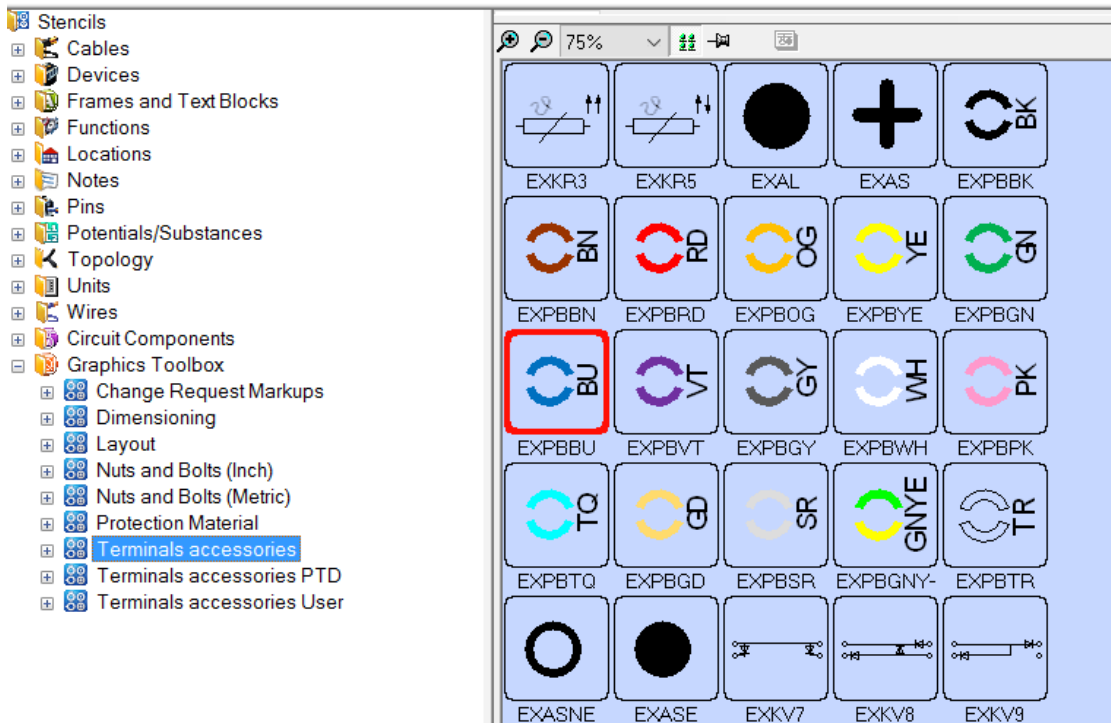 Stencils
Cables
Devices
Frames and Text Blocks
Functions
Locations
Notes
Pins
Potentials/Substances
Topology
Units
Wires
Circuit Components
Graphics Toolbox
Change Request Markups
Dimensioning
Layout
Nuts and Bolts (Inch)
Nuts and Bolts (Metric)
Protection Material
Terminals accessories
Terminals accessories PTD
Terminals accessories User
75%
BK
EXKR3 EXKR5 EXAL EXAS EXPBBK
BN RD OG YE GN
EXPBBN EXPBRD EXPBOG EXPBYE EXPBGN
BU VT GY WH PK
EXPBBU EXPBVT EXPBGY EXPBWH EXPBPK
TQ GD SR GNYE TR
EXPBTQ EXPBGD EXPBSR EXPBGNY- EXPBTR
EXASNE EXASE EXKV7 EXKV8 EXKV9